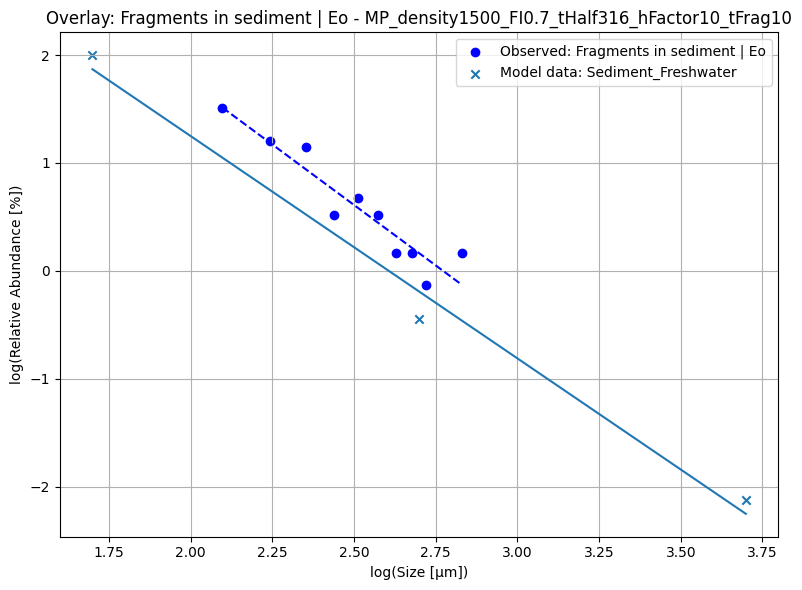 Overlay: Fragments in sediment | Eo - MP_density1500_FI0.7_tHalf316_hFactor10_tFrag10
Observed: Fragments in sediment | Eo
Model data: Sediment_Freshwater
log(Relative Abundance [%])
2
1
0
−1
−2
1.75 2.00 2.25 2.50 2.75 3.00 3.25 3.50 3.75
log(Size [µm])